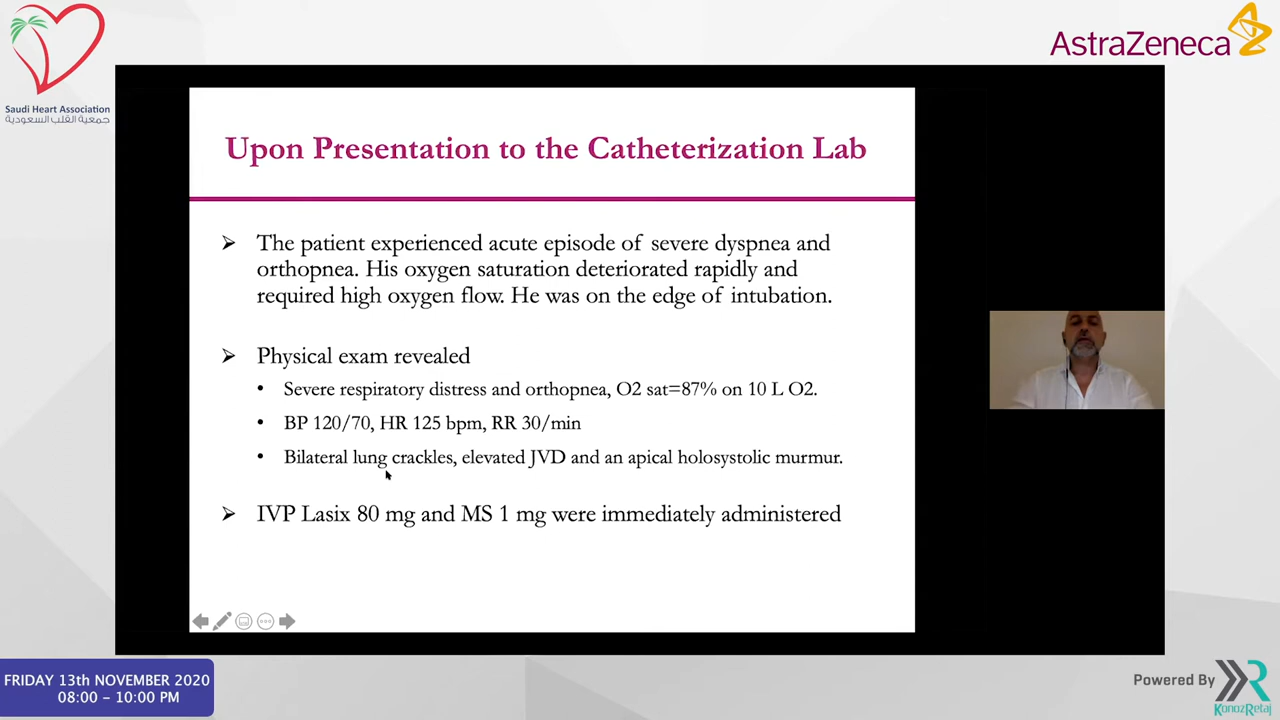 Saudi Heart Association
جمعية القلب السعودية
AstraZeneca
Upon Presentation to the Catheterization Lab
The patient experienced acute episode of severe dyspnea and
orthopnea. His oxygen saturation deteriorated rapidly and
required high oxygen flow. He was on the edge of intubation.
Physical exam revealed
Severe respiratory distress and orthopnea, O2 sat=87% on 10 L O2.
BP 120/70, HR 125 bpm, RR 30/min
Bilateral lung crackles, elevated JVD and an apical holosystolic murmur.
IVP Lasix 80 mg and MS 1 mg were immediately administered
FRIDAY 13th NOVEMBER 2020
08:00 – 10:00 PM
Powered By
KonozRetaj